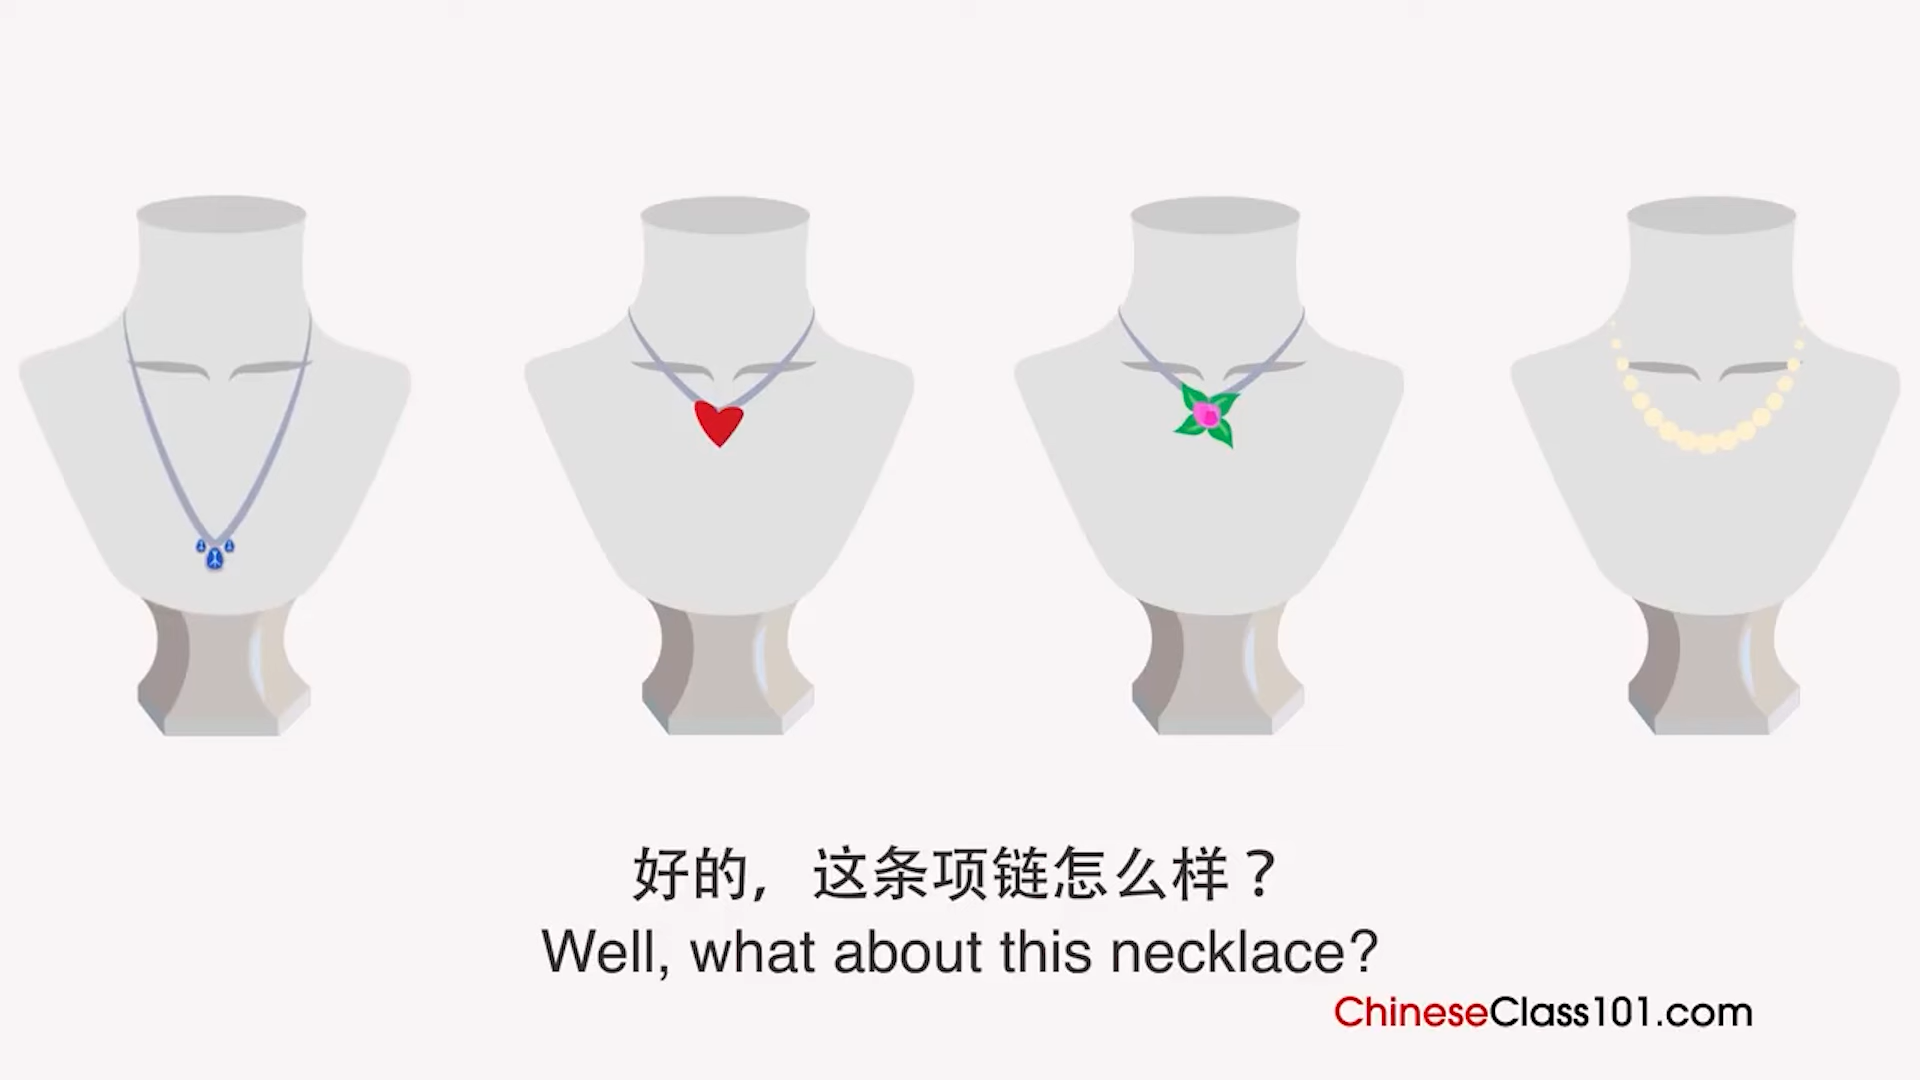 好的，这条项链怎么样？
Well, what about this necklace?
ChineseClass101.com